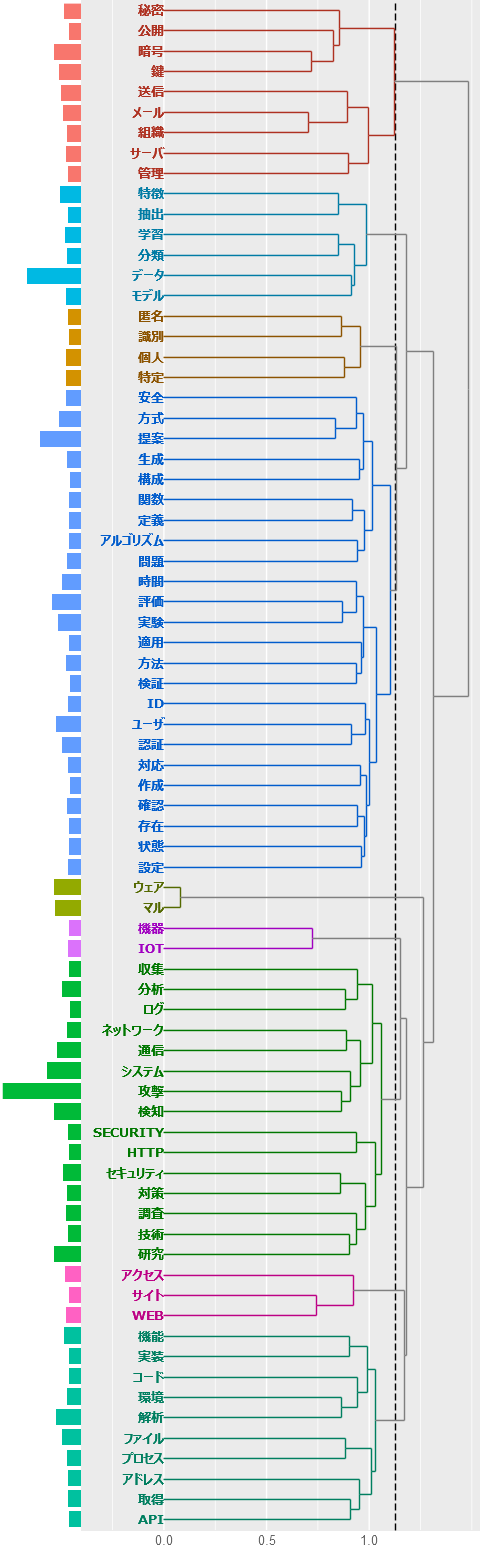 秘密
公開
暗号
鍵
送信
メール
組織
サーバ
管理
特徴
抽出
学習
分類
データ
モデル
匿名
識別
個人
特定
安全
方式
提案
生成
構成
関数
定義
アルゴリズム
問題
時間
評価
実験
適用
方法
検証
ID
ユーザ
認証
対応
作成
確認
存在
状態
設定
ウェア
マル
機器
IOT
収集
分析
ログ
ネットワーク
通信
システム
攻撃
検知
SECURITY
HTTP
セキュリティ
対策
調査
技術
研究
アクセス
サイト
WEB
機能
実装
コード
環境
解析
ファイル
プロセス
アドレス
取得
API
0.0 0.5 1.0